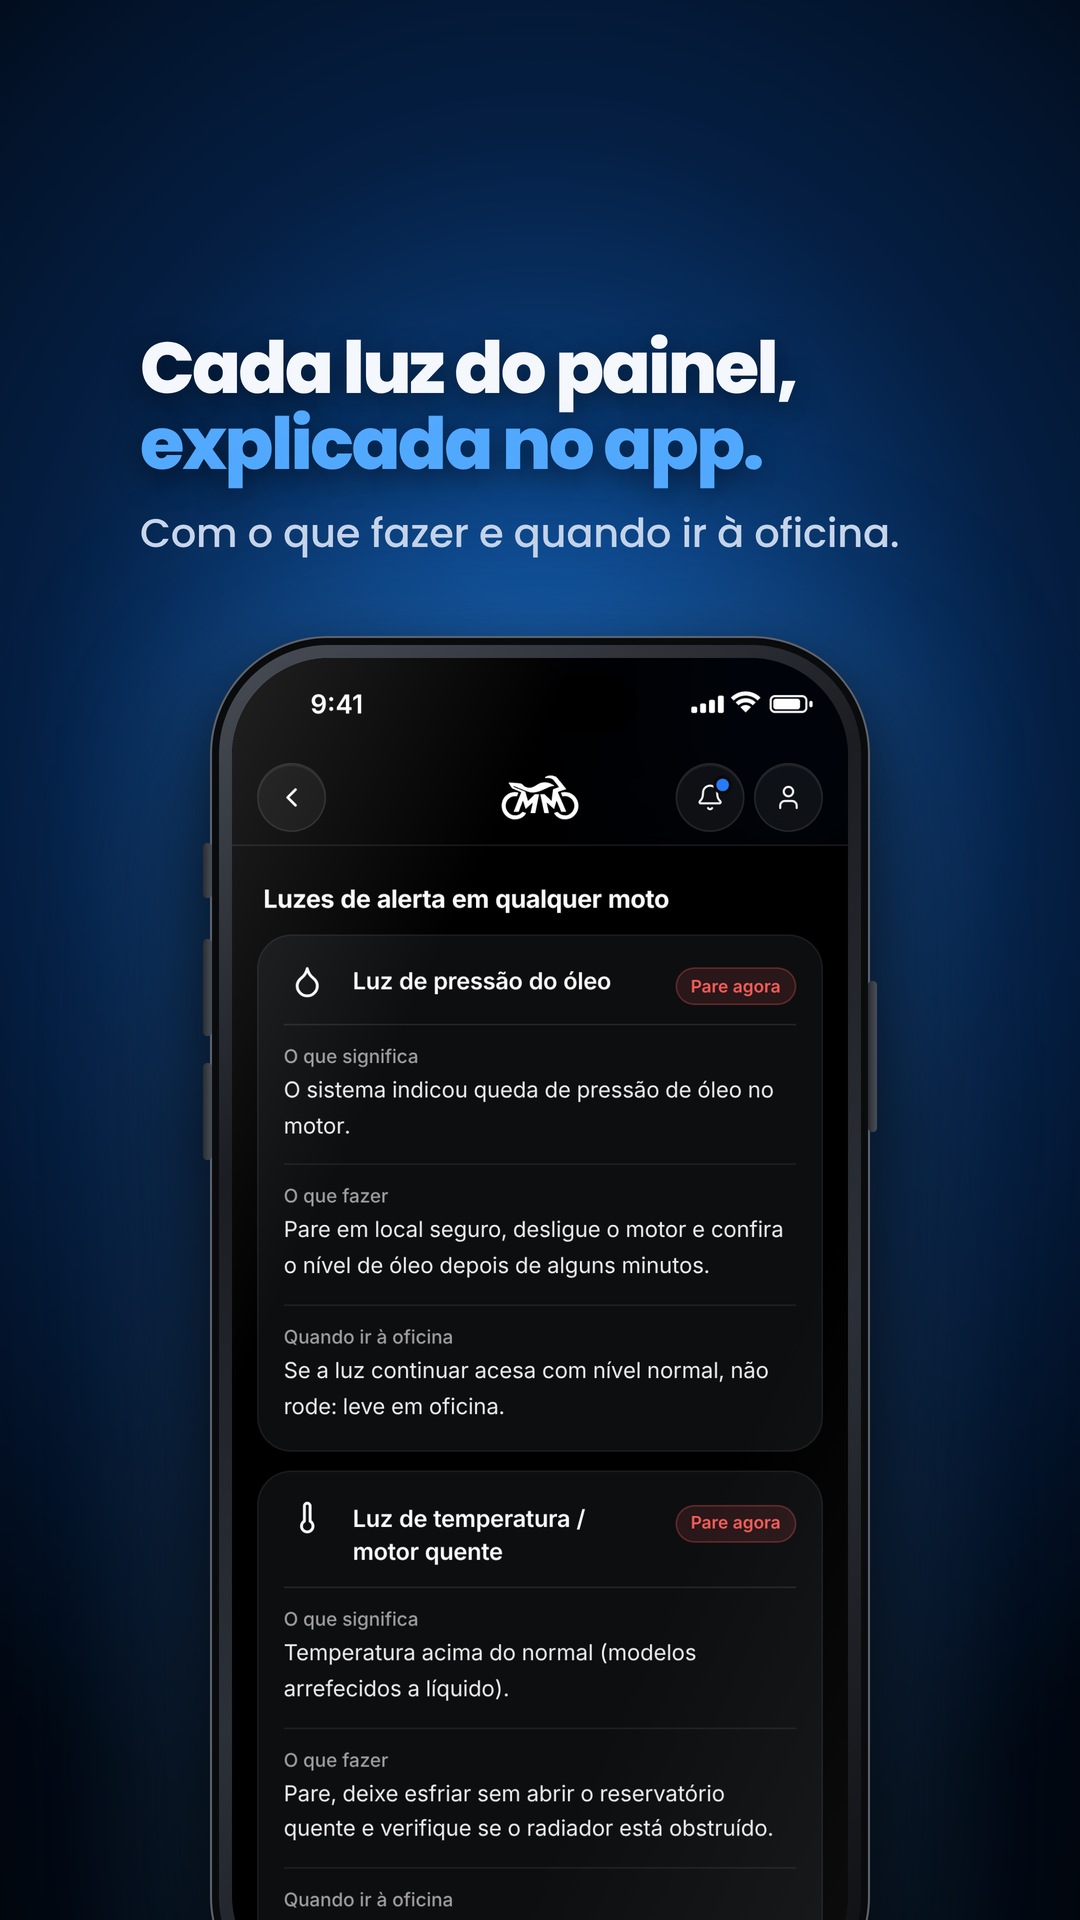 Cada luz do painel,
explicada no app.
Com o que fazer e quando ir à oficina.
9:41
MM
Luzes de alerta em qualquer moto
Luz de pressão do óleo
Pare agora
O que significa
O sistema indicou queda de pressão de óleo no
motor.
O que fazer
Pare em local seguro, desligue o motor e confira
o nível de óleo depois de alguns minutos.
Quando ir à oficina
Se a luz continuar acesa com nível normal, não
rode: leve em oficina.
Luz de temperatura /
motor quente
Pare agora
O que significa
Temperatura acima do normal (modelos
arrefecidos a líquido).
O que fazer
Pare, deixe esfriar sem abrir o reservatório
quente e verifique se o radiador está obstruído.
Quando ir à oficina